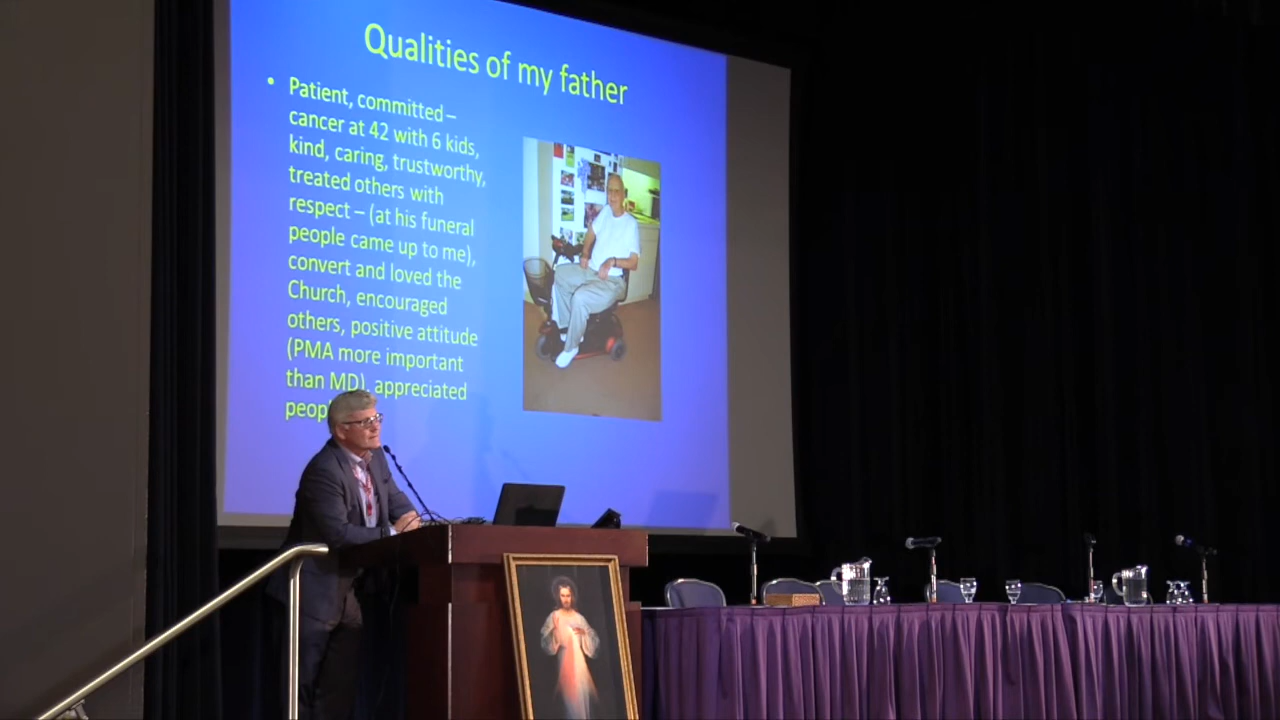 Qualities of my father
• Patient, committed –
cancer at 42 with 6 kids,
kind, caring, trustworthy,
treated others with
respect – (at his funeral
people came up to me),
convert and loved the
Church, encouraged
others, positive attitude
(PMA more important
than MD), appreciated